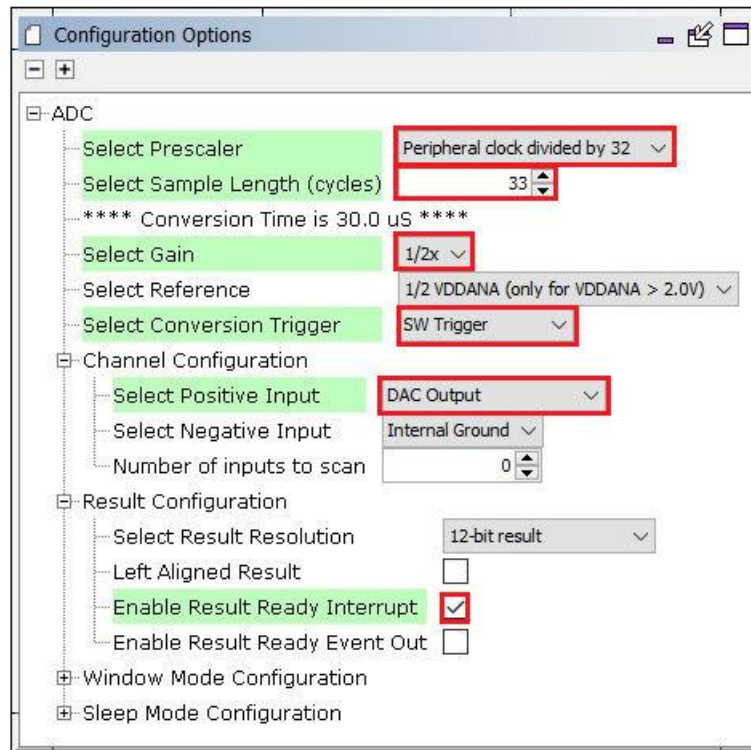 Configuration Options
ADC
Select Prescaler Peripheral clock divided by 32
Select Sample Length (cycles) 33
**** Conversion Time is 30.0 uS ****
Select Gain 1/2x
Select Reference 1/2 VDDANA (only for VDDANA > 2.0V)
Select Conversion Trigger SW Trigger
Channel Configuration
Select Positive Input DAC Output
Select Negative Input Internal Ground
Number of inputs to scan 0
Result Configuration
Select Result Resolution 12-bit result
Left Aligned Result
Enable Result Ready Interrupt
Enable Result Ready Event Out
Window Mode Configuration
Sleep Mode Configuration